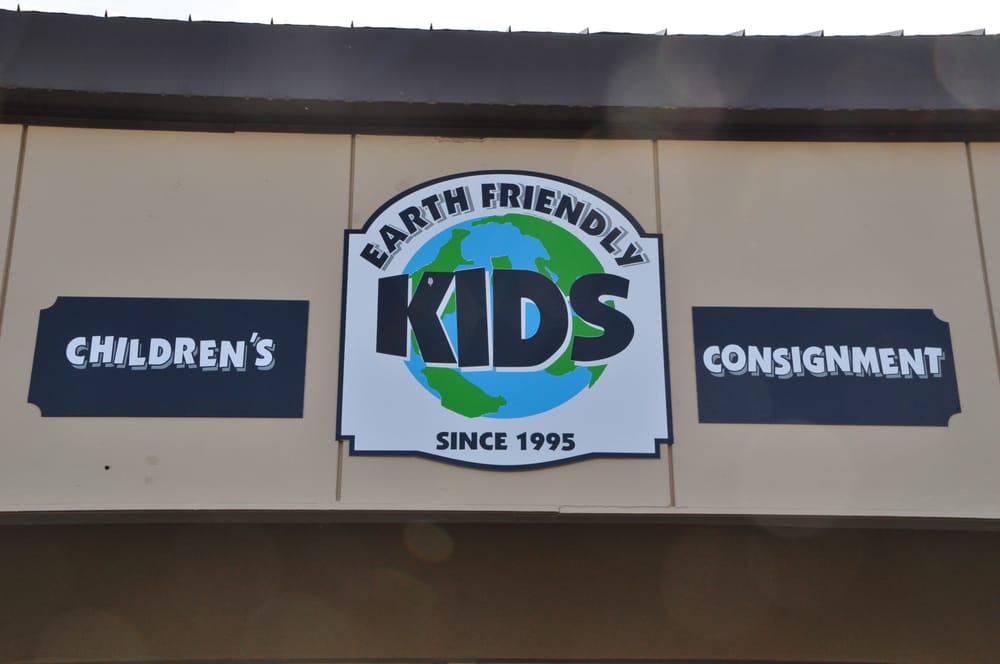 EARTH FRIENDLY
KIDS
SINCE 1995
CHILDREN'S
CONSIGNMENT